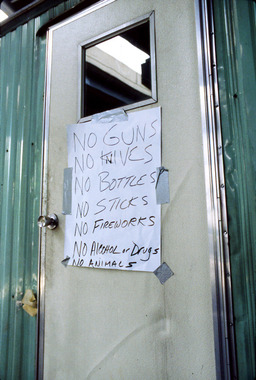 NO GUNS
NO KNIVES
NO BOTTLES
NO STICKS
NO FIREWORKS
NO ALCOHOL or Drugs
NO ANIMALS